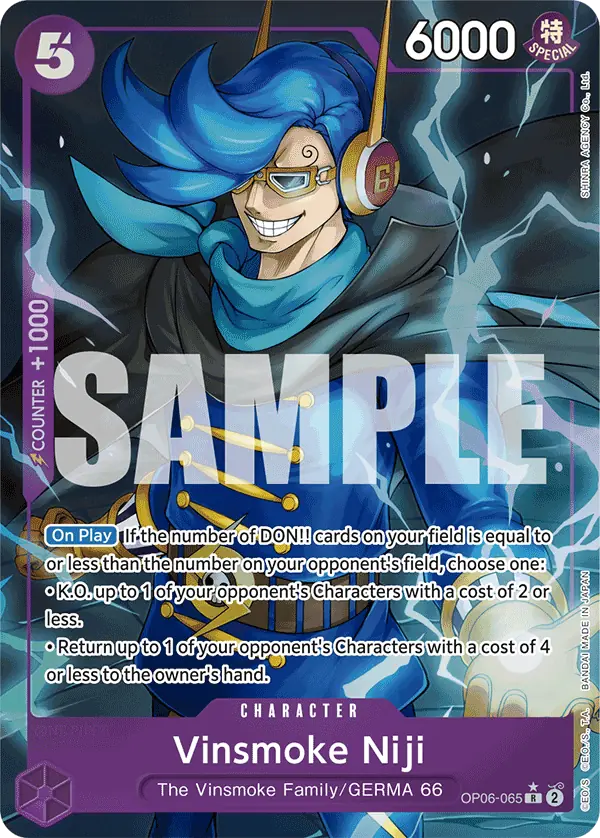 5
6000
特
SPECIAL
SHINRA AGENCY Co., Ltd.
COUNTER +1000
6
SAMPLE
On Play If the number of DON!! cards on your field is equal to
or less than the number on your opponent's field, choose one:
• K.O. up to 1 of your opponent's Characters with a cost of 2 or
less.
• Return up to 1 of your opponent's Characters with a cost of 4
or less to the owner's hand.
©E.O/S ©E.O./S., T.A. BANDAI MADE IN JAPAN
CHARACTER
Vinsmoke Niji
The Vinsmoke Family/GERMA 66
OP06-065 R 2